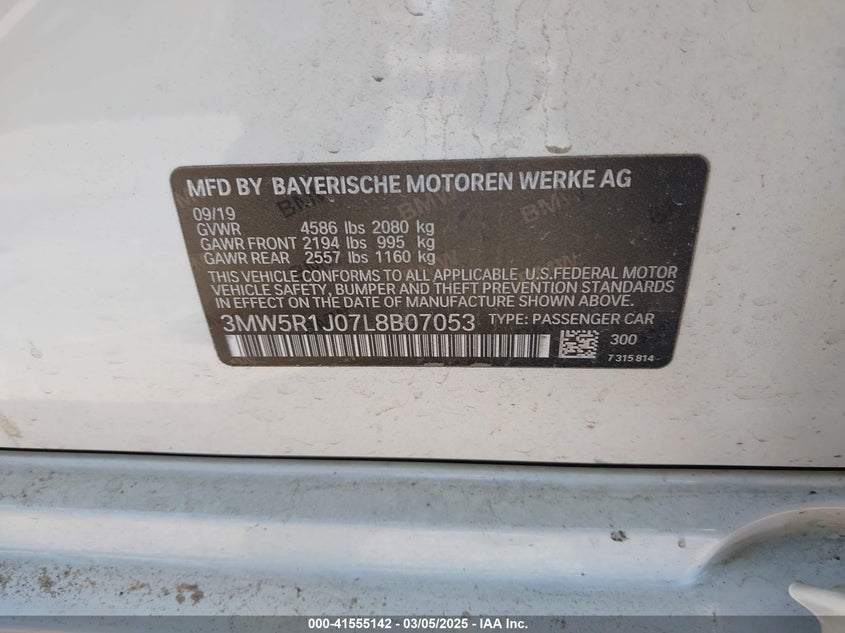 MFD BY BAYERISCHE MOTOREN WERKE AG
09/19
GVWR 4586 lbs 2080 kg
GAWR FRONT 2194 lbs 995 kg
GAWR REAR 2557 lbs 1160 kg
THIS VEHICLE CONFORMS TO ALL APPLICABLE U.S.FEDERAL MOTOR
VEHICLE SAFETY, BUMPER AND THEFT PREVENTION STANDARDS
IN EFFECT ON THE DATE OF MANUFACTURE SHOWN ABOVE.
3MW5R1J07L8B07053 TYPE: PASSENGER CAR
300
7 315 814
000-41555142 - 03/05/2025 - IAA Inc.